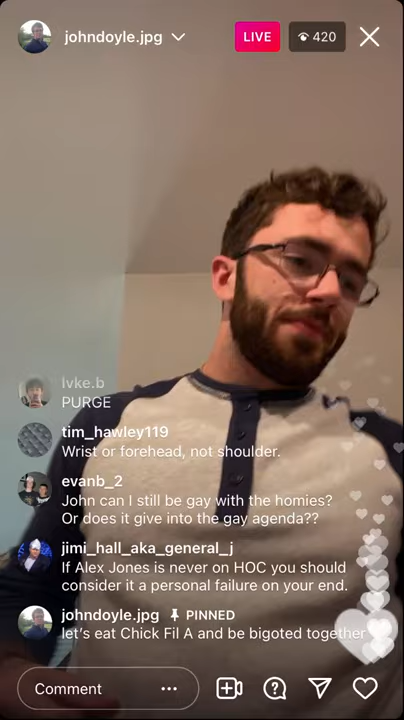 johndoyle.jpg
LIVE
420
lvke.b
PURGE
tim_hawley119
Wrist or forehead, not shoulder.
evanb_2
John can I still be gay with the homies?
Or does it give into the gay agenda??
jimi_hall_aka_general_j
If Alex Jones is never on HOC you should
consider it a personal failure on your end.
johndoyle.jpg PINNED
let's eat Chick Fil A and be bigoted together
Comment